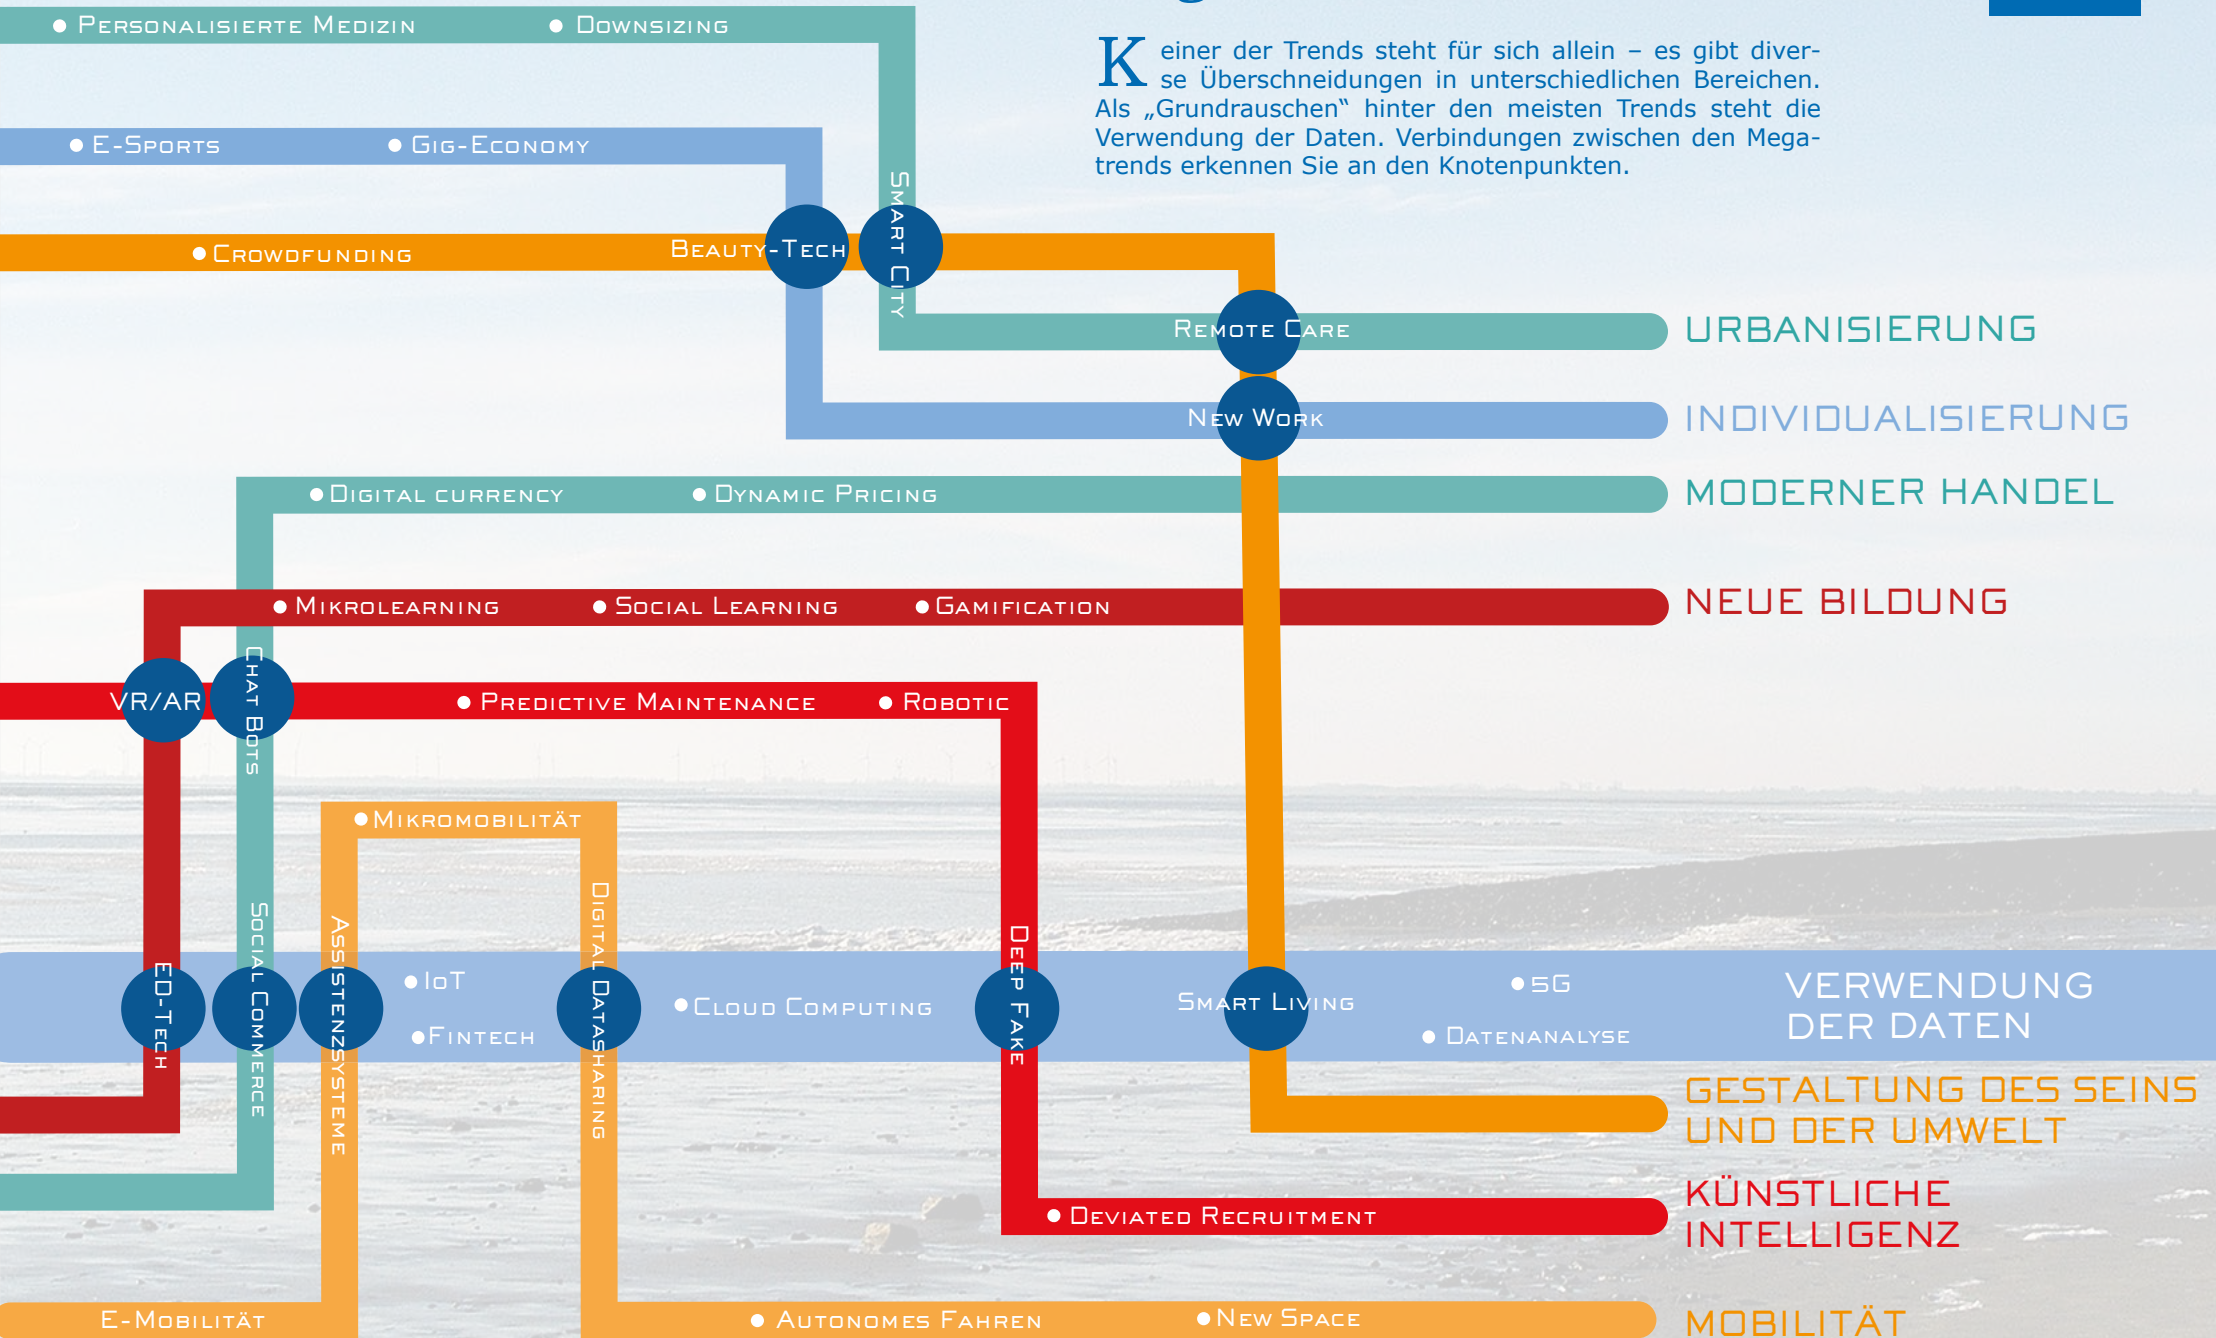 Personalisierte Medizin
Downsizing
Keiner der Trends steht für sich allein – es gibt diver-
se Überschneidungen in unterschiedlichen Bereichen.
Als „Grundrauschen“ hinter den meisten Trends steht die
Verwendung der Daten. Verbindungen zwischen den Mega-
trends erkennen Sie an den Knotenpunkten.
E-Sports
Gig-Economy
Crowdfunding
Beauty-Tech
Smart City
Remote Care
URBANISIERUNG
New Work
INDIVIDUALISIERUNG
Digital currency
Dynamic Pricing
MODERNER HANDEL
Mikrolearning
Social Learning
Gamification
NEUE BILDUNG
VR/AR
Chat Bots
Predictive Maintenance
Robotic
Mikromobilität
Ed-Tech
Social Commerce
Assistenzsysteme
IoT
Fintech
Digital Datasharing
Cloud Computing
Deep Fake
Smart Living
5G
Datenanalyse
VERWENDUNG
DER DATEN
GESTALTUNG DES SEINS
UND DER UMWELT
Deviated Recruitment
KÜNSTLICHE
INTELLIGENZ
E-Mobilität
Autonomes Fahren
New Space
MOBILITÄT